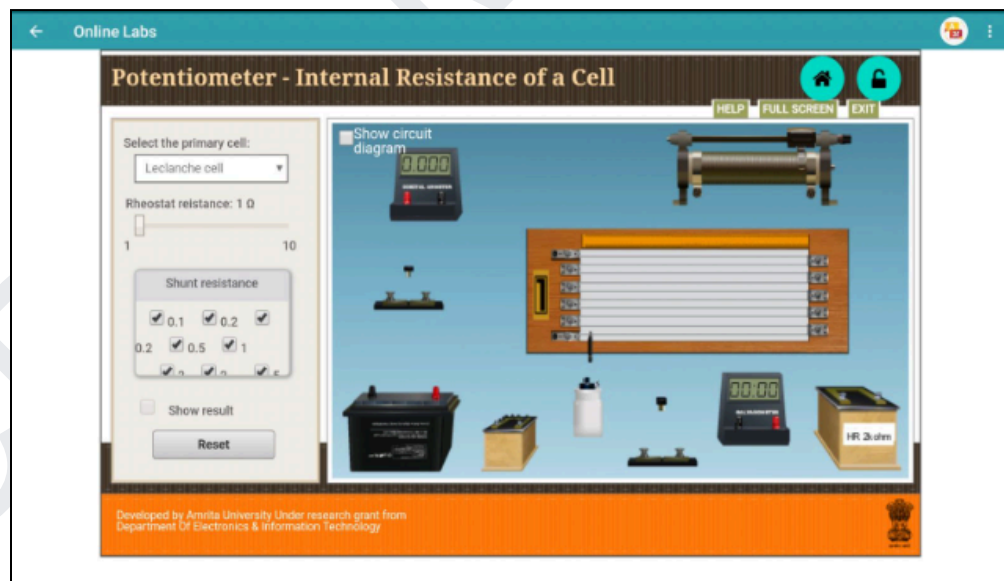 Online Labs
Potentiometer - Internal Resistance of a Cell
HELP FULL SCREEN EXIT
Select the primary cell:
Leclanche cell
Rheostat reistance: 1 Ω
1 10
Shunt resistance
0.1 0.2
0.2 0.5 1
Show result
Reset
Show circuit
diagram
0.000
00:00
HR 2kohm
Developed by Amrita University Under research grant from
Department Of Electronics & Information Technology